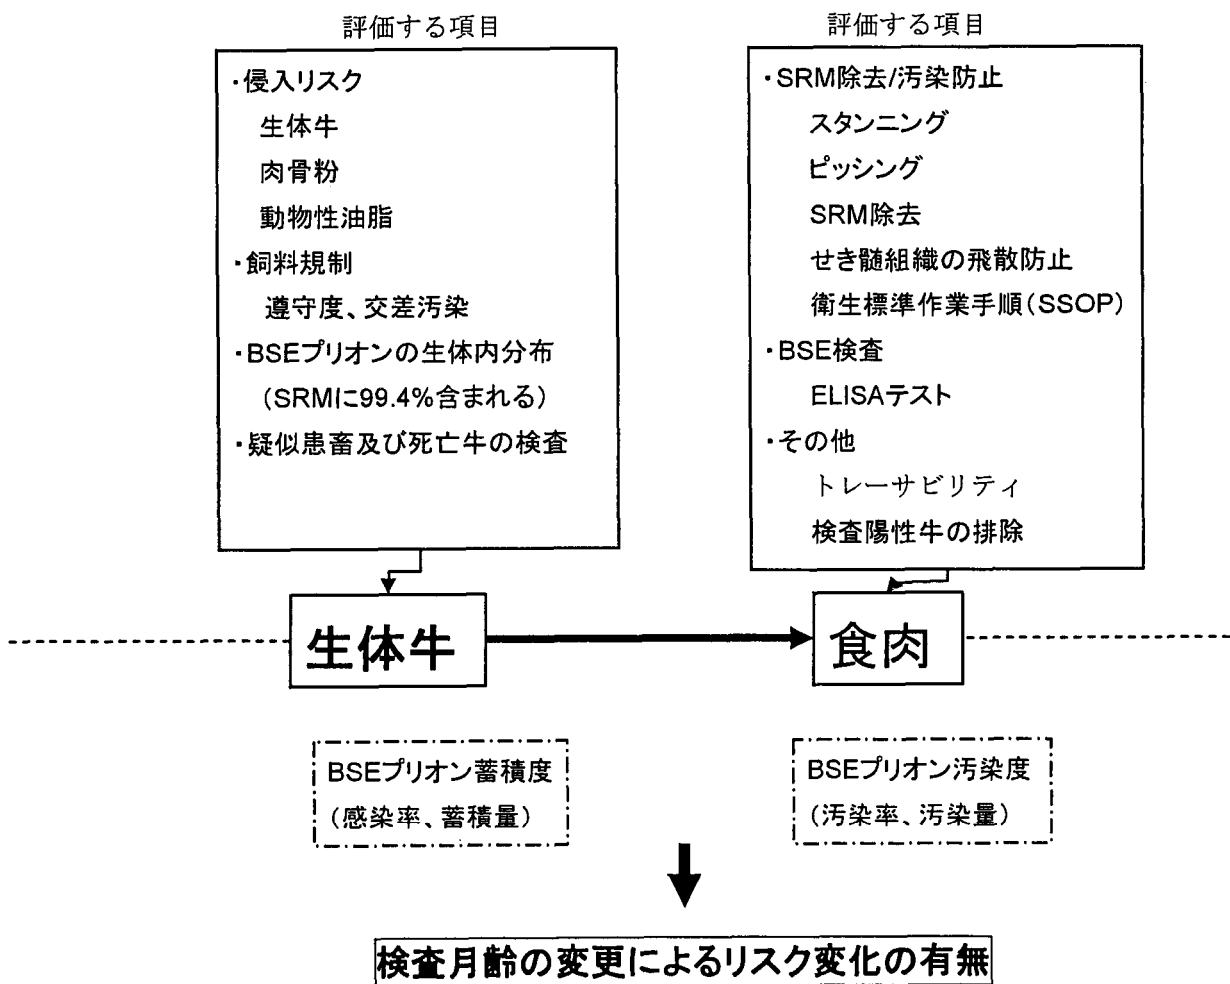 評価する項目
・侵入リスク
生体牛
肉骨粉
動物性油脂
・飼料規制
遵守度、交差汚染
・BSEプリオンの生体内分布
（SRMに99.4%含まれる）
・疑似患畜及び死亡牛の検査
評価する項目
・SRM除去/汚染防止
スタンニング
ピッシング
SRM除去
せき髄組織の飛散防止
衛生標準作業手順（SSOP）
・BSE検査
ELISAテスト
・その他
トレーサビリティ
検査陽性牛の排除
生体牛
食肉
BSEプリオン蓄積度
（感染率、蓄積量）
BSEプリオン汚染度
（汚染率、汚染量）
検査月齢の変更によるリスク変化の有無